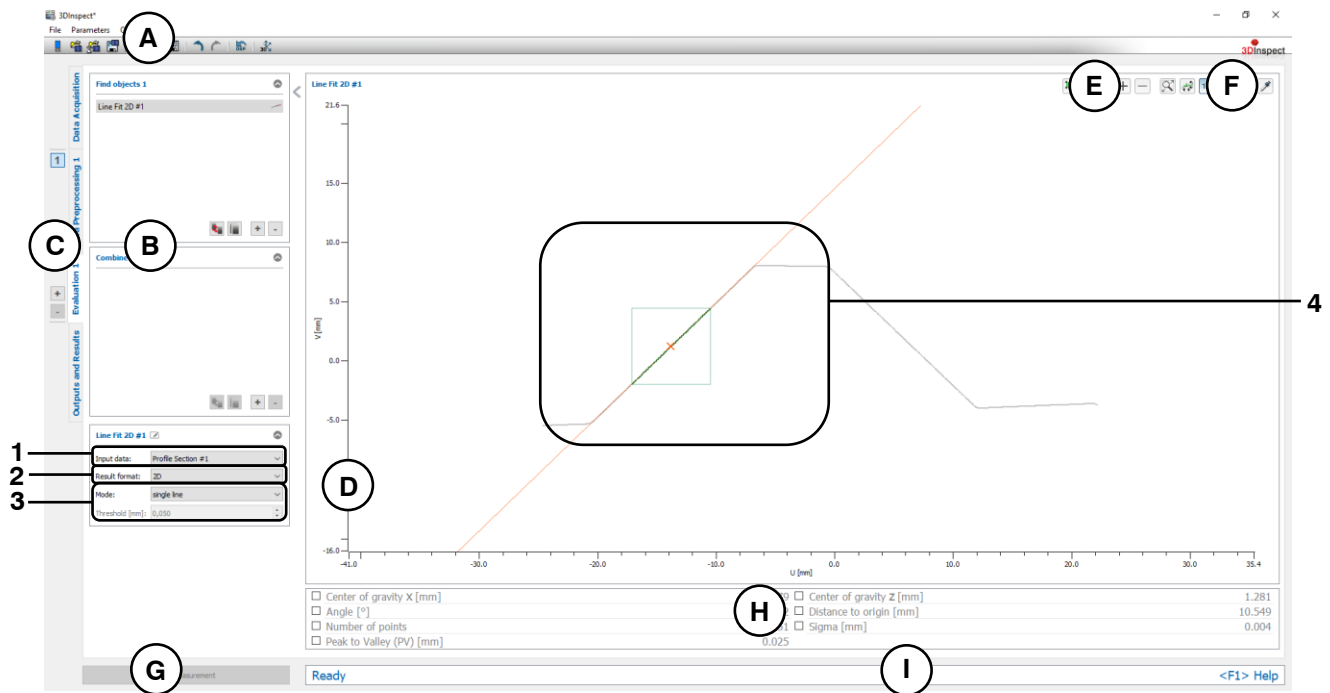 3DInspect*
File Parameters
A
3DInspect
1
C
+
-
Data Acquisition
Preprocessing 1
Evaluation 1
Outputs and Results
Find objects 1
Line Fit 2D #1
+ -
B
Combine
+ -
Line Fit 2D #1
1 Input data: Profile Section #1
2 Result format: 2D
3 Mode: single line
Threshold [mm]: 0,050
G
Line Fit 2D #1
E
+ -
F
21.6
15.0
10.0
5.0
0.0
-5.0
-16.0
V [mm]
4
D
-41.0 -30.0 -20.0 -10.0 0.0 10.0 20.0 30.0 35.4
U [mm]
Center of gravity X [mm] Center of gravity Z [mm] 1.281
Angle [°] Distance to origin [mm] 10.549
Number of points Sigma [mm] 0.004
Peak to Valley (PV) [mm] 0.025
H
I
Ready <F1> Help